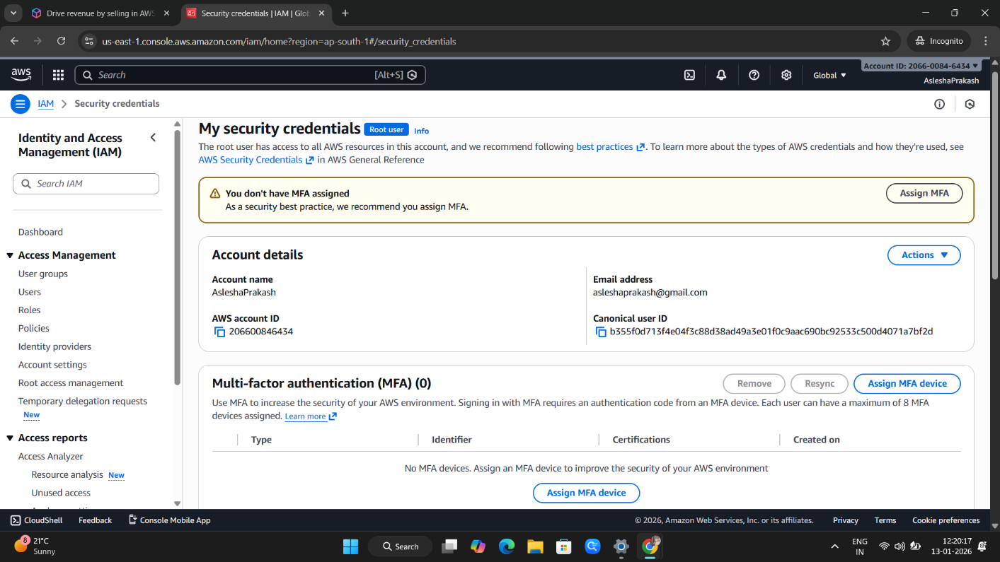 Drive revenue by selling in AWS
Security credentials | IAM | Glob
us-east-1.console.aws.amazon.com/iam/home?region=ap-south-1#/security_credentials
Incognito
aws
Search
[Alt+S]
Global
Account ID: 2066-0084-6434
AsleshaPrakash
IAM
Security credentials
Identity and Access
Management (IAM)
Search IAM
Dashboard
Access Management
User groups
Users
Roles
Policies
Identity providers
Account settings
Root access management
Temporary delegation requests
New
Access reports
Access Analyzer
Resource analysis New
Unused access
My security credentials Root user Info
The root user has access to all AWS resources in this account, and we recommend following best practices . To learn more about the types of AWS credentials and how they're used, see
AWS Security Credentials in AWS General Reference
You don't have MFA assigned
As a security best practice, we recommend you assign MFA.
Assign MFA
Account details
Actions
Account name
AsleshaPrakash
Email address
asleshaprakash@gmail.com
AWS account ID
206600846434
Canonical user ID
b355f0d713f4e04f3c88d38ad49a3e01f0c9aac690bc92533c500d4071a7bf2d
Multi-factor authentication (MFA) (0)
Remove
Resync
Assign MFA device
Use MFA to increase the security of your AWS environment. Signing in with MFA requires an authentication code from an MFA device. Each user can have a maximum of 8 MFA
devices assigned. Learn more
Type
Identifier
Certifications
Created on
No MFA devices. Assign an MFA device to improve the security of your AWS environment
Assign MFA device
CloudShell
Feedback
Console Mobile App
© 2026, Amazon Web Services, Inc. or its affiliates.
Privacy
Terms
Cookie preferences
8
21°C
Sunny
Search
ENG
IN
12:20:17
13-01-2026